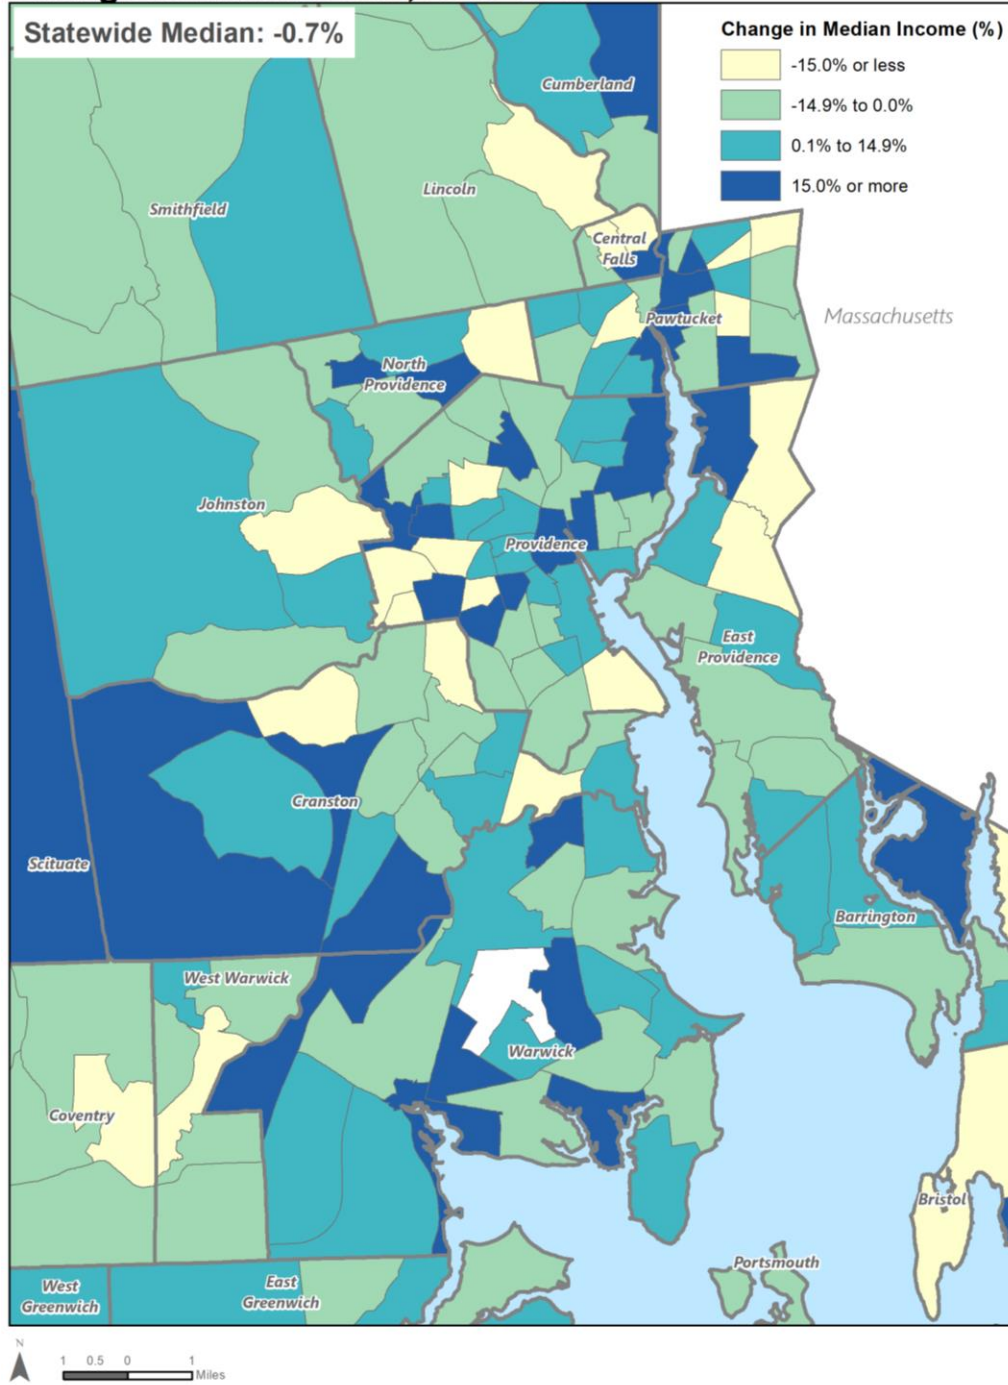 Statewide Median: -0.7%
Change in Median Income (%)
-15.0% or less
-14.9% to 0.0%
0.1% to 14.9%
15.0% or more
Cumberland
Lincoln
Smithfield
Central
Falls
Massachusetts
Pawtucket
North
Providence
Johnston
Providence
East
Providence
Cranston
Scituate
Barrington
West Warwick
Warwick
Coventry
Bristol
Portsmouth
West
Greenwich
East
Greenwich
N
1 0.5 0 1
Miles